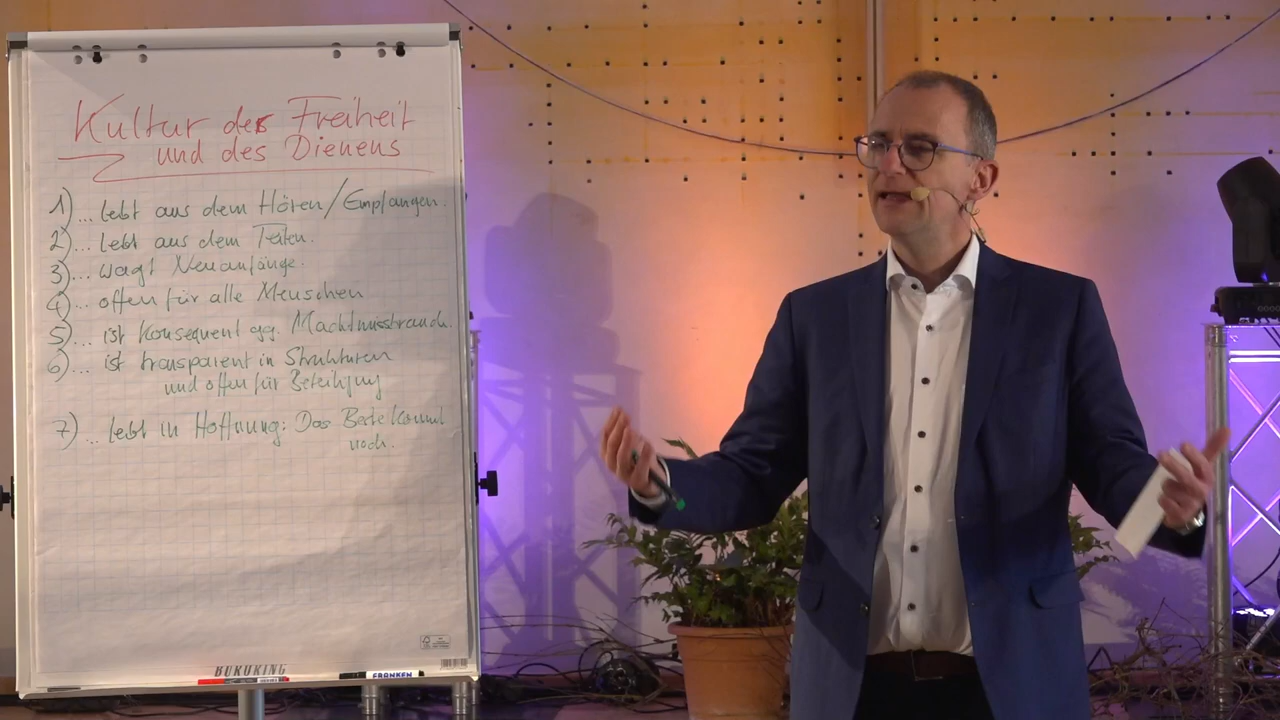 Kultur der Freiheit
und des Dienens
1) ... lebt aus dem Hören/Empfangen.
2) ... lebt aus dem Teilen.
3) ... wagt Neuanfänge.
4) ... offen für alle Menschen
5) ... ist konsequent gg. Machtmissbrauch.
6) ... ist transparent in Strukturen
und offen für Beteiligung
7) ... lebt in Hoffnung: Das Beste kommt
noch.
BÜROKING
FRANKEN